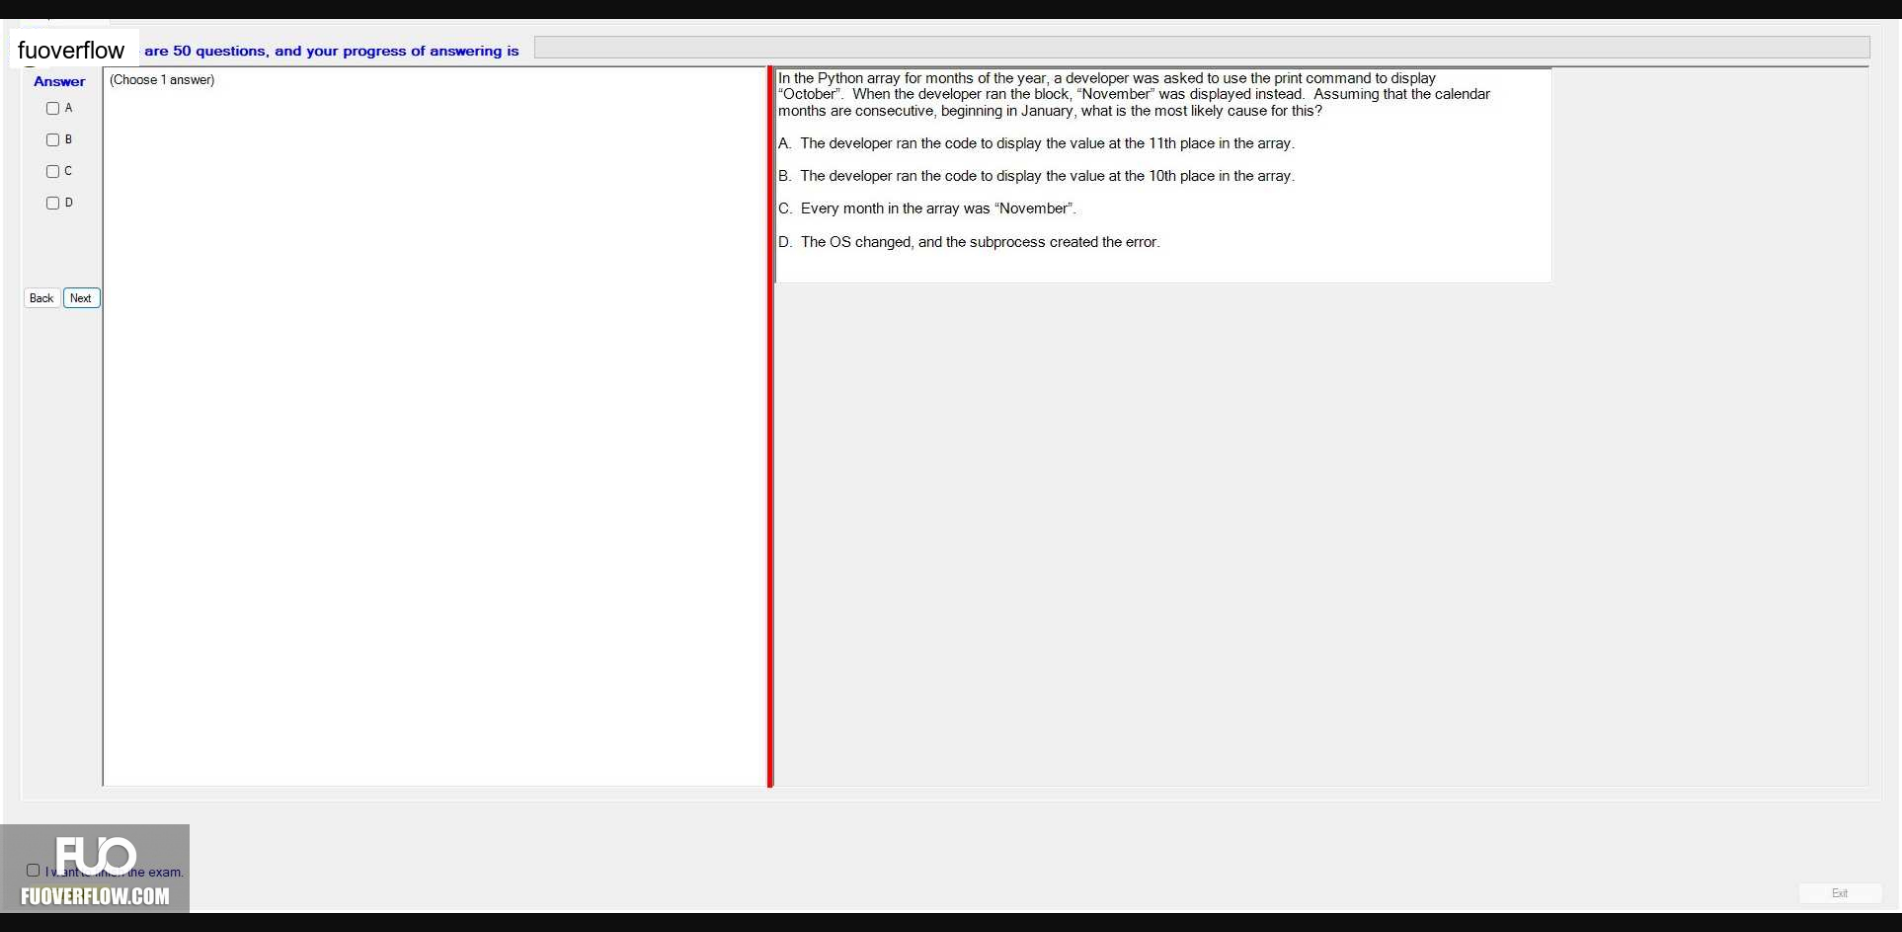 fuoverflow are 50 questions, and your progress of answering is
Answer
(Choose 1 answer)
A
B
C
D
Back Next
In the Python array for months of the year, a developer was asked to use the print command to display
“October”. When the developer ran the block, “November” was displayed instead. Assuming that the calendar
months are consecutive, beginning in January, what is the most likely cause for this?
A. The developer ran the code to display the value at the 11th place in the array.
B. The developer ran the code to display the value at the 10th place in the array.
C. Every month in the array was “November”.
D. The OS changed, and the subprocess created the error.
FUO
I want to finish the exam.
FUOVERFLOW.COM
Exit